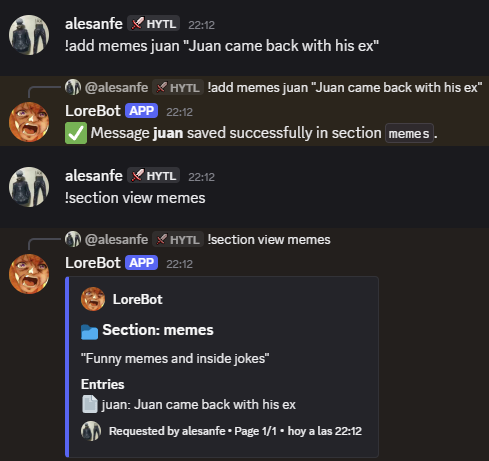 alesanfe HYTL 22:12
!add memes juan "Juan came back with his ex"
@alesanfe HYTL !add memes juan "Juan came back with his ex"
LoreBot APP 22:12
✅ Message juan saved successfully in section memes.
alesanfe HYTL 22:12
!section view memes
@alesanfe HYTL !section view memes
LoreBot APP 22:12
LoreBot
Section: memes
"Funny memes and inside jokes"
Entries
juan: Juan came back with his ex
Requested by alesanfe • Page 1/1 • hoy a las 22:12